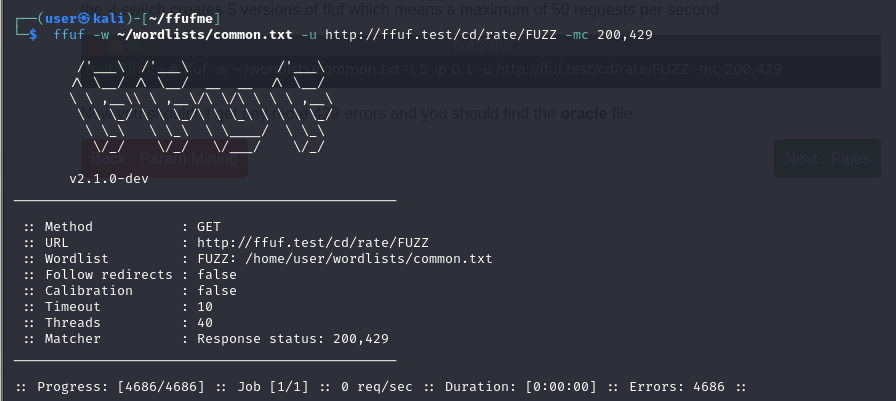 the -t switch creates 5 versions of ffuf which means a maximum of 50 requests per second.
┌──(user㉿kali)-[~/ffufme]
└─$ ffuf -w ~/wordlists/common.txt -u http://ffuf.test/cd/rate/FUZZ -mc 200,429
ffuf -w ~/wordlists/common.txt -t 5 -p 0.1 -u http://ffuf.test/cd/rate/FUZZ -mc 200,429
errors and you should find the oracle file.
Back : Param Mining
Next : Pipes
v2.1.0-dev
:: Method : GET
:: URL : http://ffuf.test/cd/rate/FUZZ
:: Wordlist : FUZZ: /home/user/wordlists/common.txt
:: Follow redirects : false
:: Calibration : false
:: Timeout : 10
:: Threads : 40
:: Matcher : Response status: 200,429
:: Progress: [4686/4686] :: Job [1/1] :: 0 req/sec :: Duration: [0:00:00] :: Errors: 4686 ::